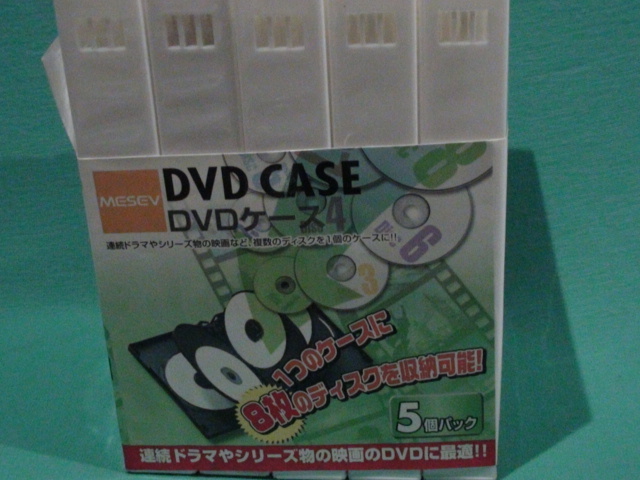 MESEV
DVD CASE
DVDケース
連続ドラマやシリーズ物の映画など、複数のディスクを1個のケースに!!
8
4
6
3
1つのケースに
8枚のディスクを収納可能!
5個パック
連続ドラマやシリーズ物の映画のDVDに最適!!